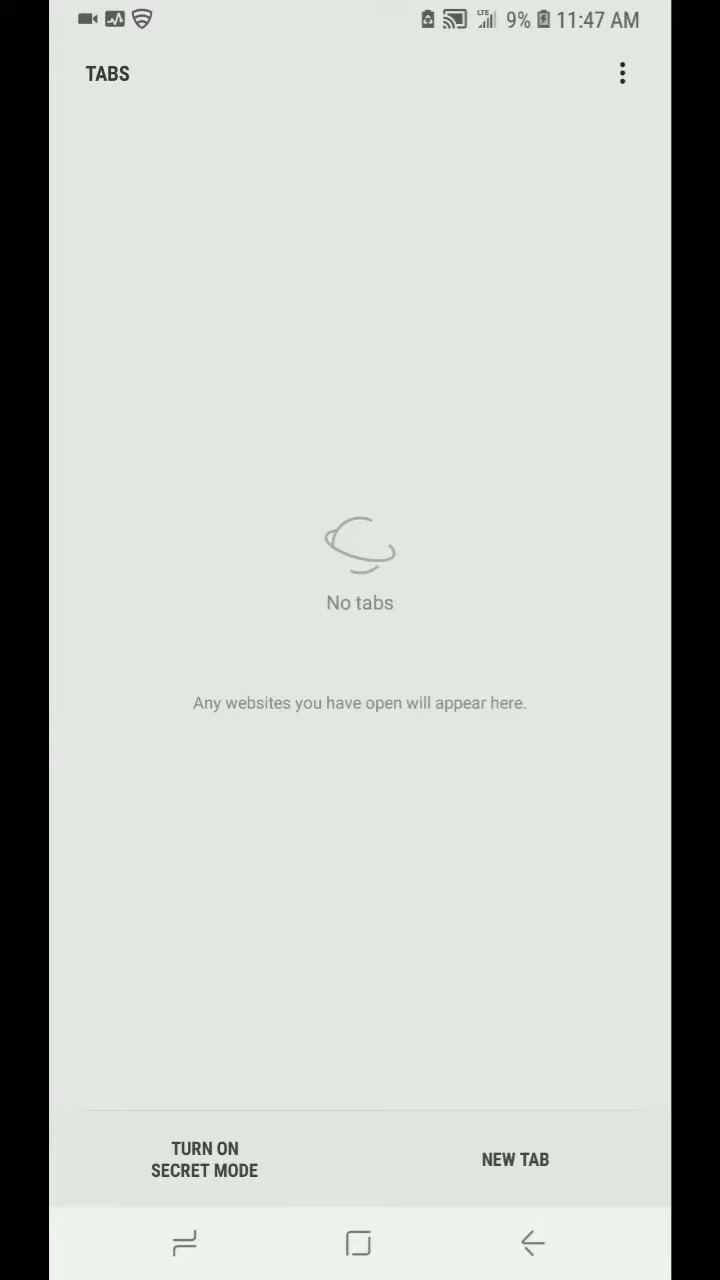 LTE 9% 11:47 AM
TABS
No tabs
Any websites you have open will appear here.
TURN ON
SECRET MODE
NEW TAB